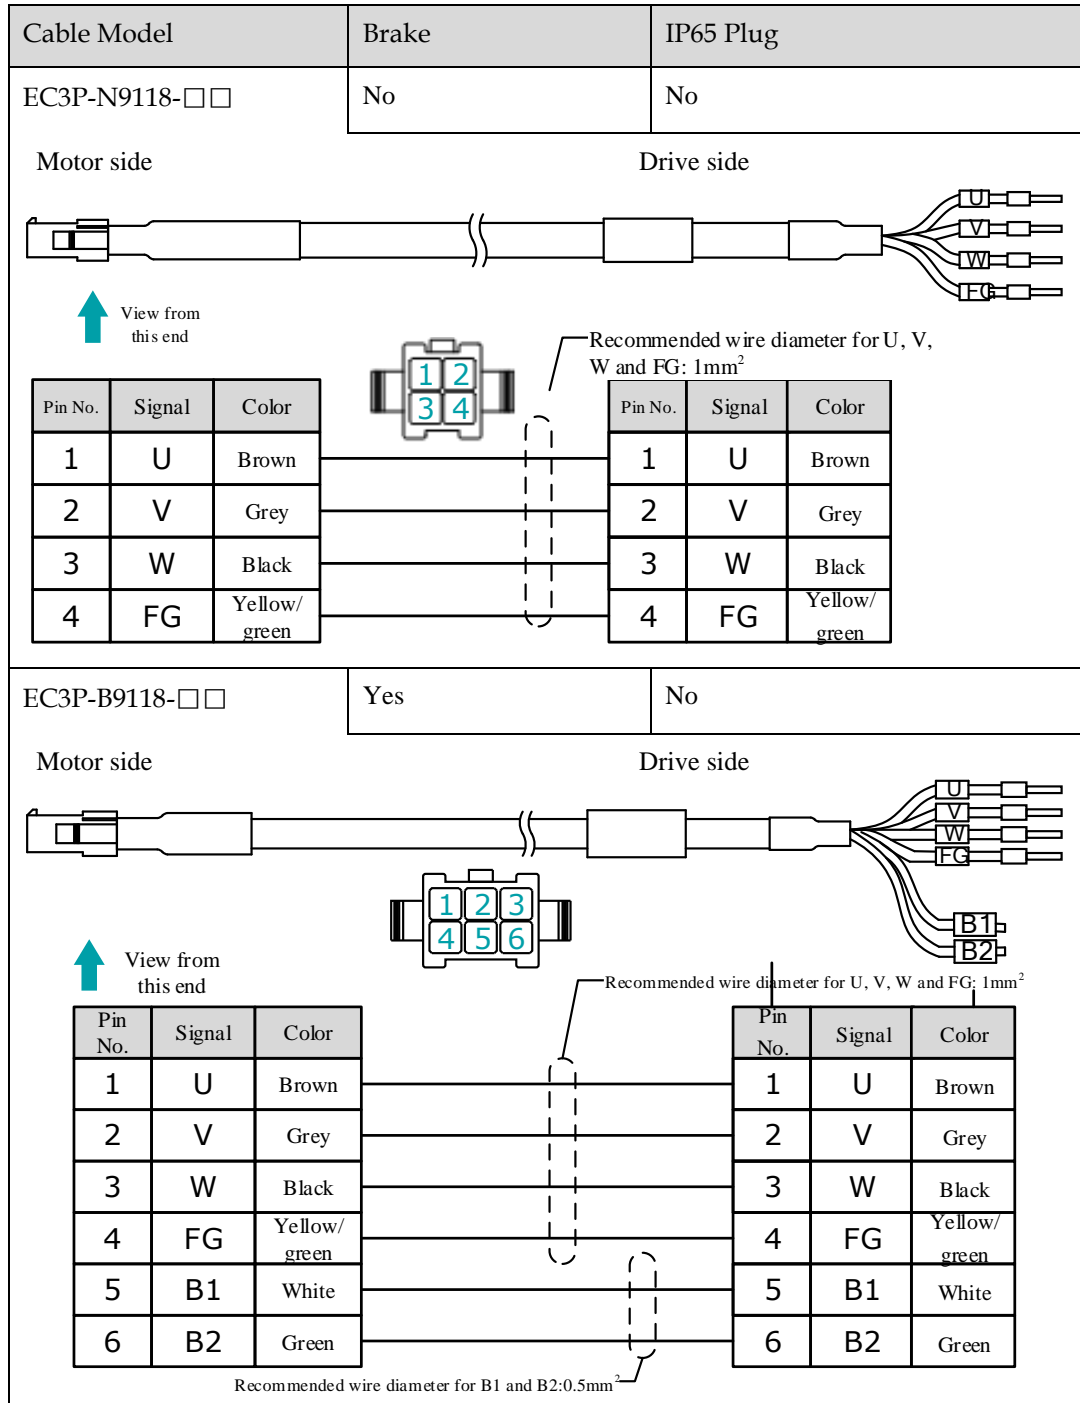 Cable Model Brake IP65 Plug
EC3P-N9118-□□ No No
Motor side Drive side
U
V
W
FG
View from
this end
Recommended wire diameter for U, V,
W and FG: 1mm²
1 2
3 4
Pin No. Signal Color Pin No. Signal Color
1 U Brown 1 U Brown
2 V Grey 2 V Grey
3 W Black 3 W Black
4 FG Yellow/ 4 FG Yellow/
green green
EC3P-B9118-□□ Yes No
Motor side Drive side
U
V
W
FG
B1
B2
1 2 3
4 5 6
View from
this end
Recommended wire diameter for U, V, W and FG: 1mm²
Pin Signal Color Pin Signal Color
No. No.
1 U Brown 1 U Brown
2 V Grey 2 V Grey
3 W Black 3 W Black
4 FG Yellow/ 4 FG Yellow/
green green
5 B1 White 5 B1 White
6 B2 Green 6 B2 Green
Recommended wire diameter for B1 and B2:0.5mm²